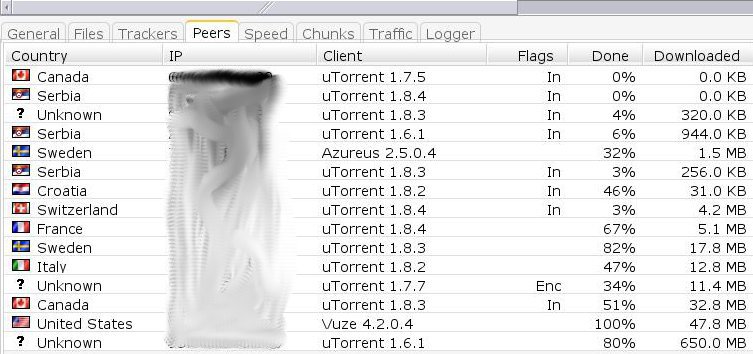 General Files Trackers Peers Speed Chunks Traffic Logger
Country IP Client Flags Done Downloaded
Canada uTorrent 1.7.5 In 0% 0.0 KB
Serbia uTorrent 1.8.4 In 0% 0.0 KB
? Unknown uTorrent 1.8.3 In 4% 320.0 KB
Serbia uTorrent 1.6.1 In 6% 944.0 KB
Sweden Azureus 2.5.0.4 32% 1.5 MB
Serbia uTorrent 1.8.3 In 3% 256.0 KB
Croatia uTorrent 1.8.2 In 46% 31.0 KB
Switzerland uTorrent 1.8.4 In 3% 4.2 MB
France uTorrent 1.8.4 67% 5.1 MB
Sweden uTorrent 1.8.3 82% 17.8 MB
Italy uTorrent 1.8.2 47% 12.8 MB
? Unknown uTorrent 1.7.7 Enc 34% 11.4 MB
Canada uTorrent 1.8.3 In 51% 32.8 MB
United States Vuze 4.2.0.4 100% 47.8 MB
? Unknown uTorrent 1.6.1 80% 650.0 MB